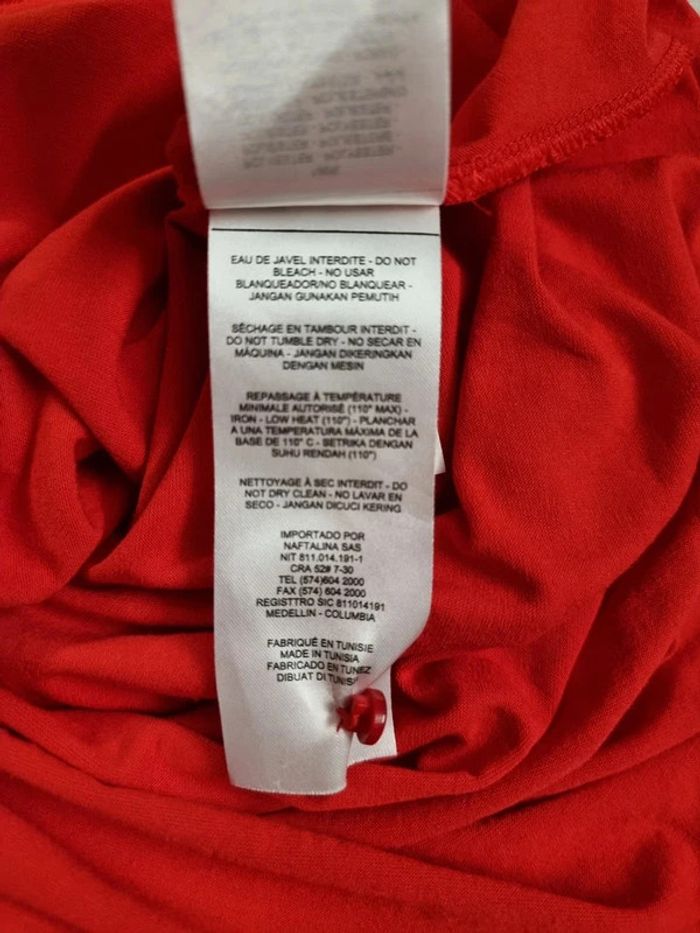 EAU DE JAVEL INTERDITE - DO NOT
BLEACH - NO USAR
BLANQUEADOR/NO BLANQUEAR -
JANGAN GUNAKAN PEMUTIH
SÉCHAGE EN TAMBOUR INTERDIT -
DO NOT TUMBLE DRY - NO SECAR EN
MÁQUINA - JANGAN DIKERINGKAN
DENGAN MESIN
REPASSAGE À TEMPÉRATURE
MINIMALE AUTORISÉ (110° MAX) -
IRON - LOW HEAT (110°) - PLANCHAR
A UNA TEMPERATURA MÁXIMA DE LA
BASE DE 110° C - SETRIKA DENGAN
SUHU RENDAH (110°)
NETTOYAGE À SEC INTERDIT - DO
NOT DRY CLEAN - NO LAVAR EN
SECO - JANGAN DICUCI KERING
IMPORTADO POR
NAFTALINA SAS
NIT 811.014.191-1
CRA 52# 7-30
TEL (574)604 2000
FAX (574) 604 2000
REGISTTRO SIC 811014191
MEDELLIN - COLUMBIA
FABRIQUÉ EN TUNISIE
MADE IN TUNISIA
FABRICADO EN TUNEZ
DIBUAT DI TUNIS